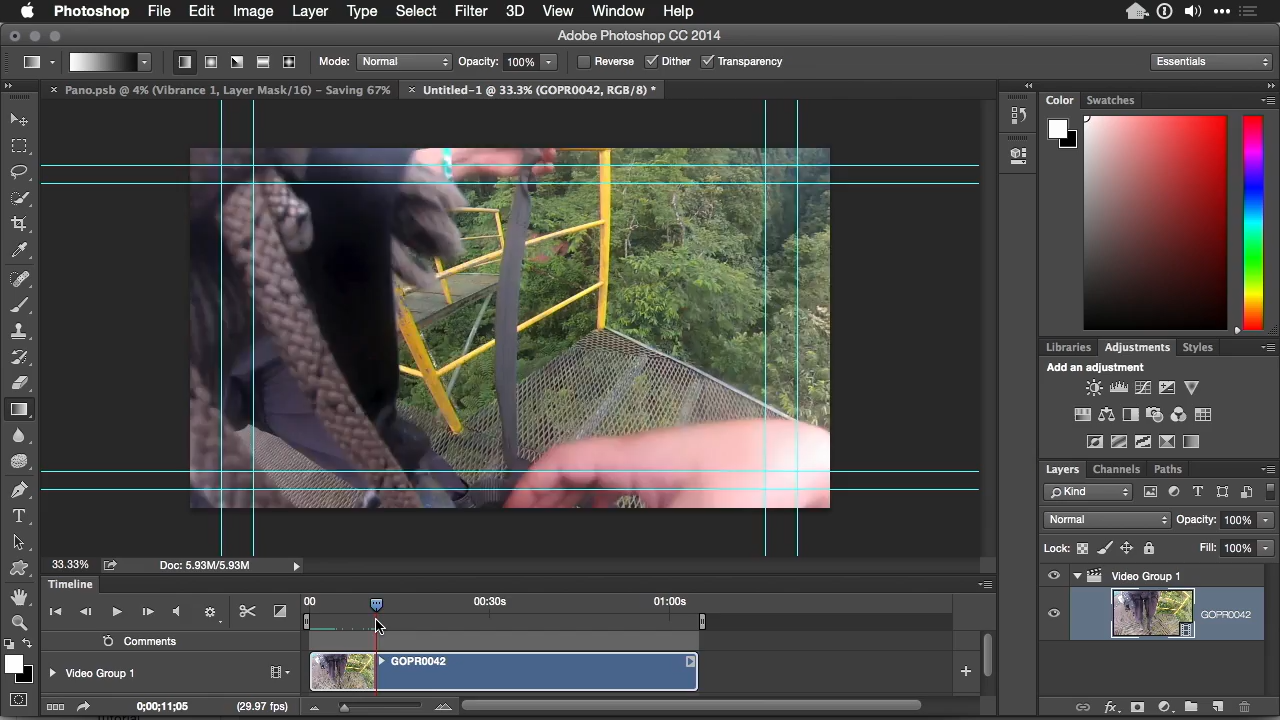 Photoshop File Edit Image Layer Type Select Filter 3D View Window Help
Adobe Photoshop CC 2014
Mode: Normal Opacity: 100% Reverse Dither Transparency Essentials
Pano.psb @ 4% (Vibrance 1, Layer Mask/16) – Saving 67% Untitled-1 @ 33.3% (GOPR0042, RGB/8) *
Color Swatches
Libraries Adjustments Styles
Add an adjustment
Layers Channels Paths
Kind
Normal Opacity: 100%
Lock: Fill: 100%
Video Group 1
GOPR0042
33.33% Doc: 5.93M/5.93M
Timeline
00 00:30s 01:00s
Comments
Video Group 1 GOPR0042
0;00;11;05 (29.97 fps)